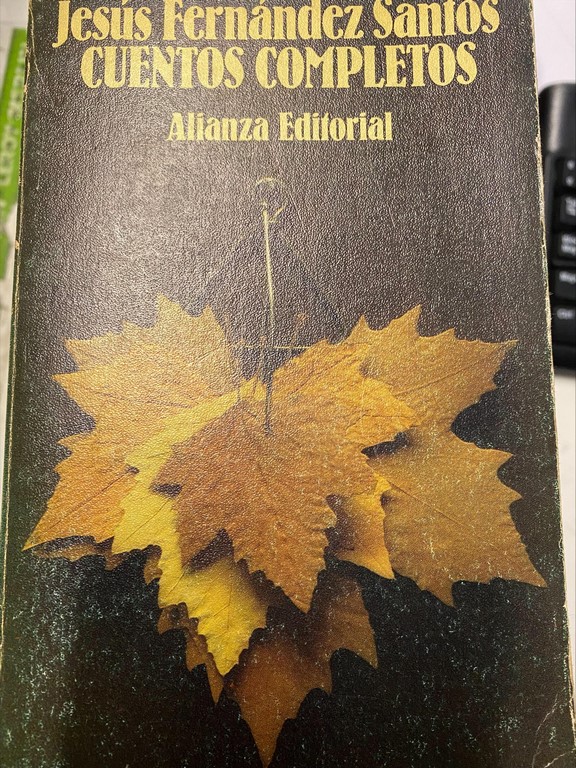 Jesús Fernández Santos
CUENTOS COMPLETOS
Alianza Editorial